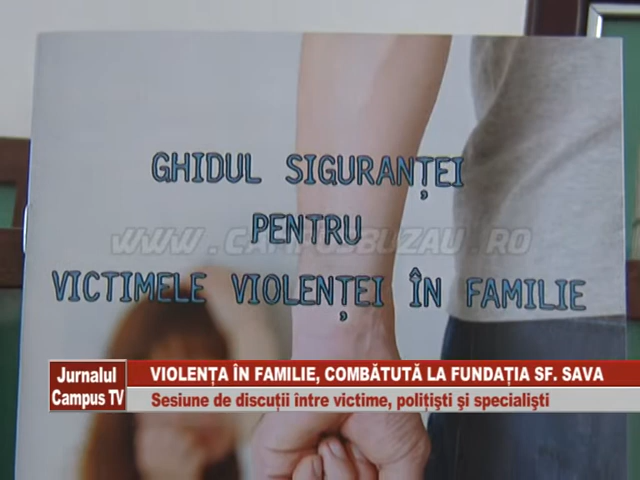 GHIDUL SIGURANȚEI
PENTRU
WWW.CAMPUSBUZAU.RO
VICTIMELE VIOLENȚEI ÎN FAMILIE
Jurnalul
Campus TV
VIOLENȚA ÎN FAMILIE, COMBĂTUTĂ LA FUNDAȚIA SF. SAVA
Sesiune de discuții între victime, polițiști și specialiști